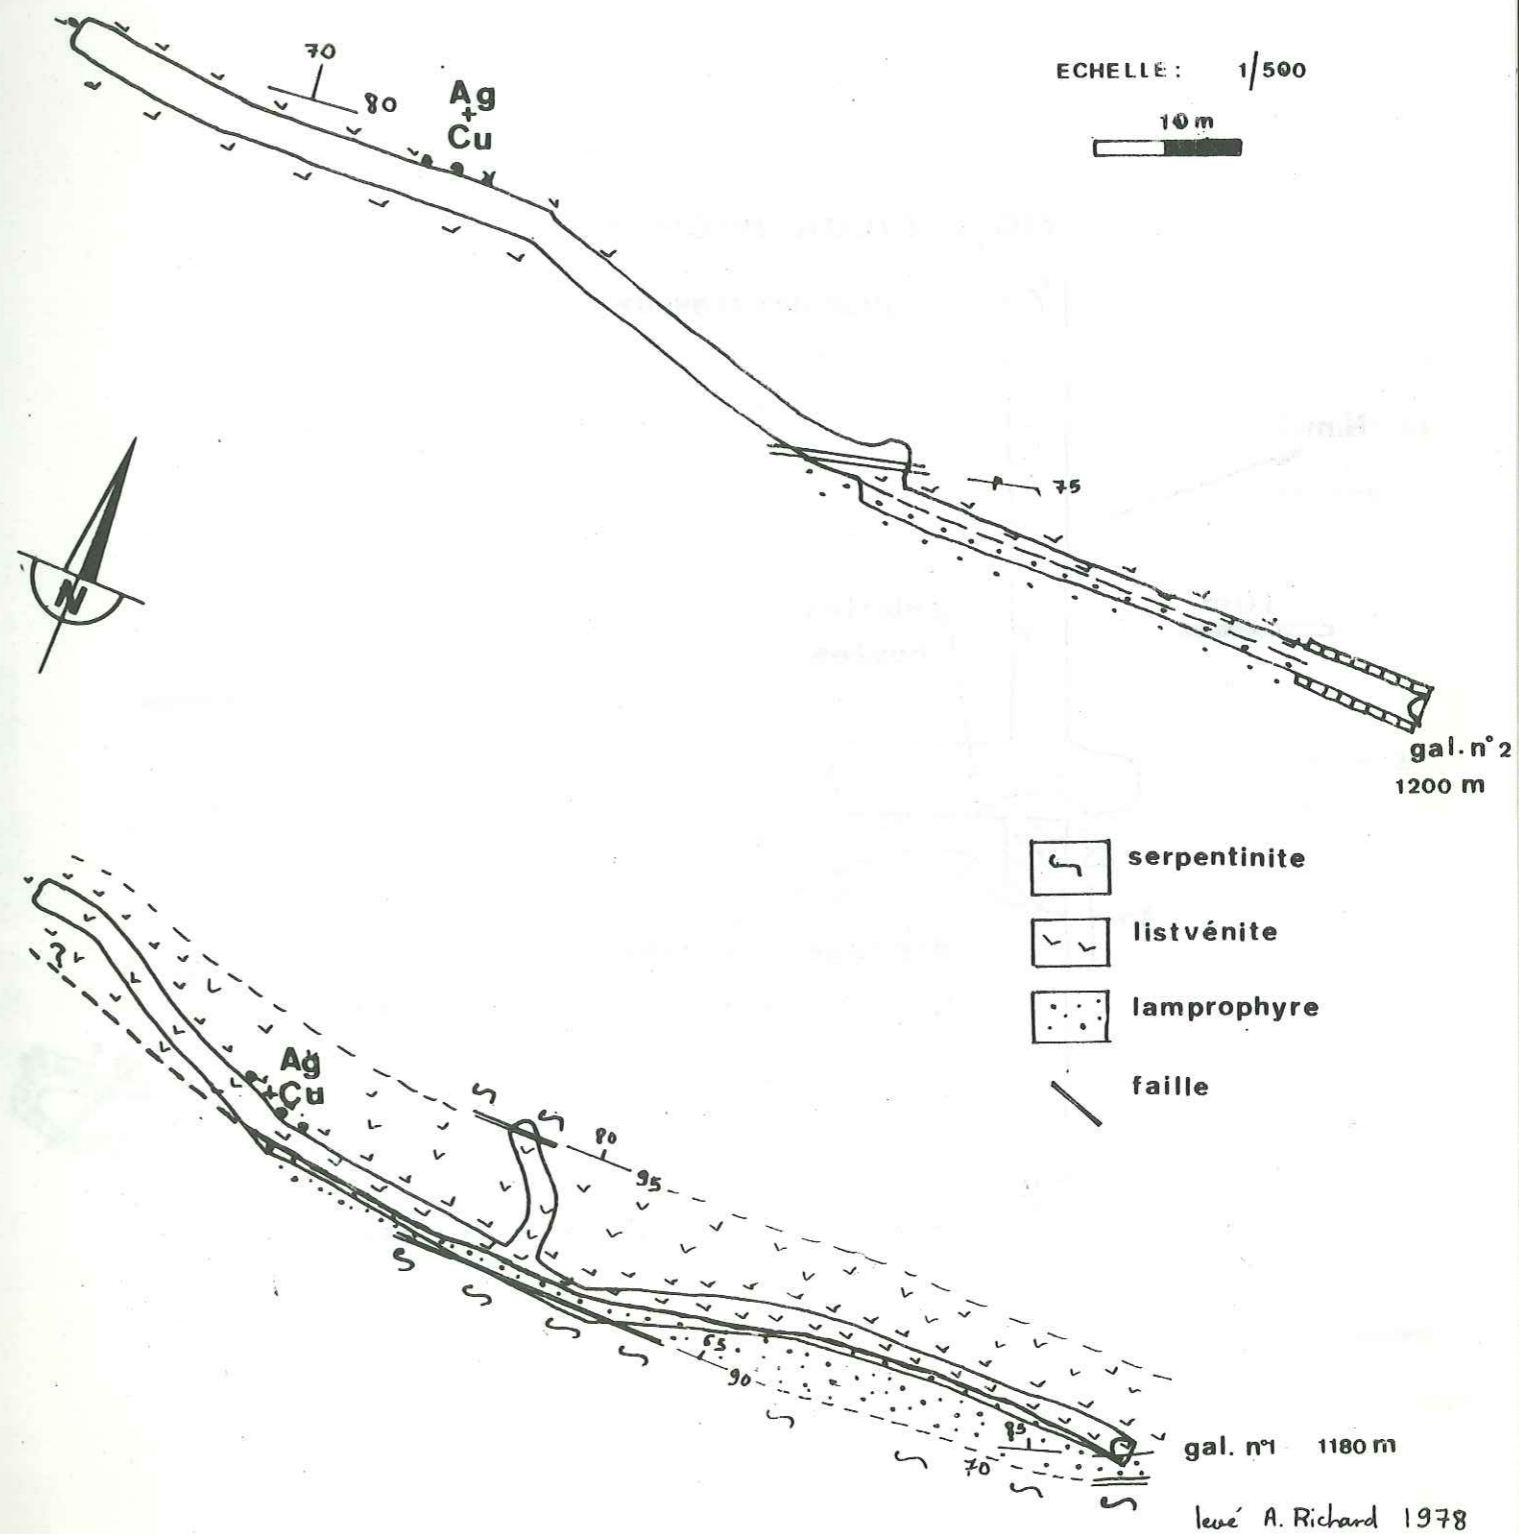 ECHELLE : 1/500
10 m
70
80
Ag
+
Cu
75
N
gal. n°2
1200 m
serpentinite
listvénite
lamprophyre
faille
?
Ag
+Cu
80
95
65
90
85
70
gal. n°1 1180 m
levé A. Richard 1978